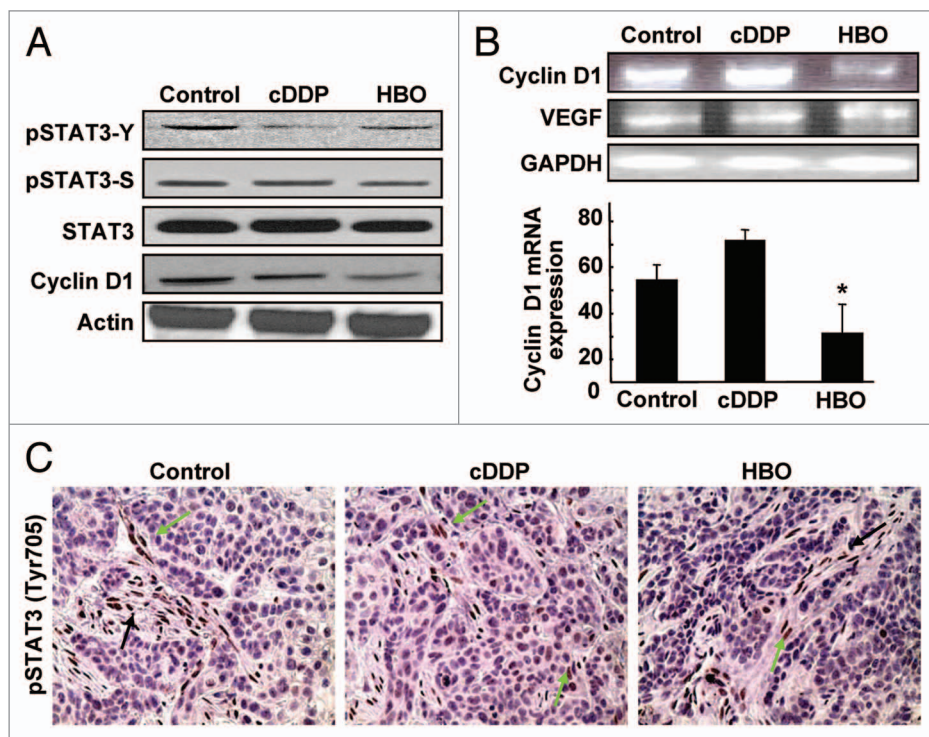 A
Control cDDP HBO
pSTAT3-Y
pSTAT3-S
STAT3
Cyclin D1
Actin
B
Control cDDP HBO
Cyclin D1
VEGF
GAPDH
Cyclin D1 mRNA
expression
80
60
40
20
0
*
Control cDDP HBO
C
Control cDDP HBO
pSTAT3 (Tyr705)